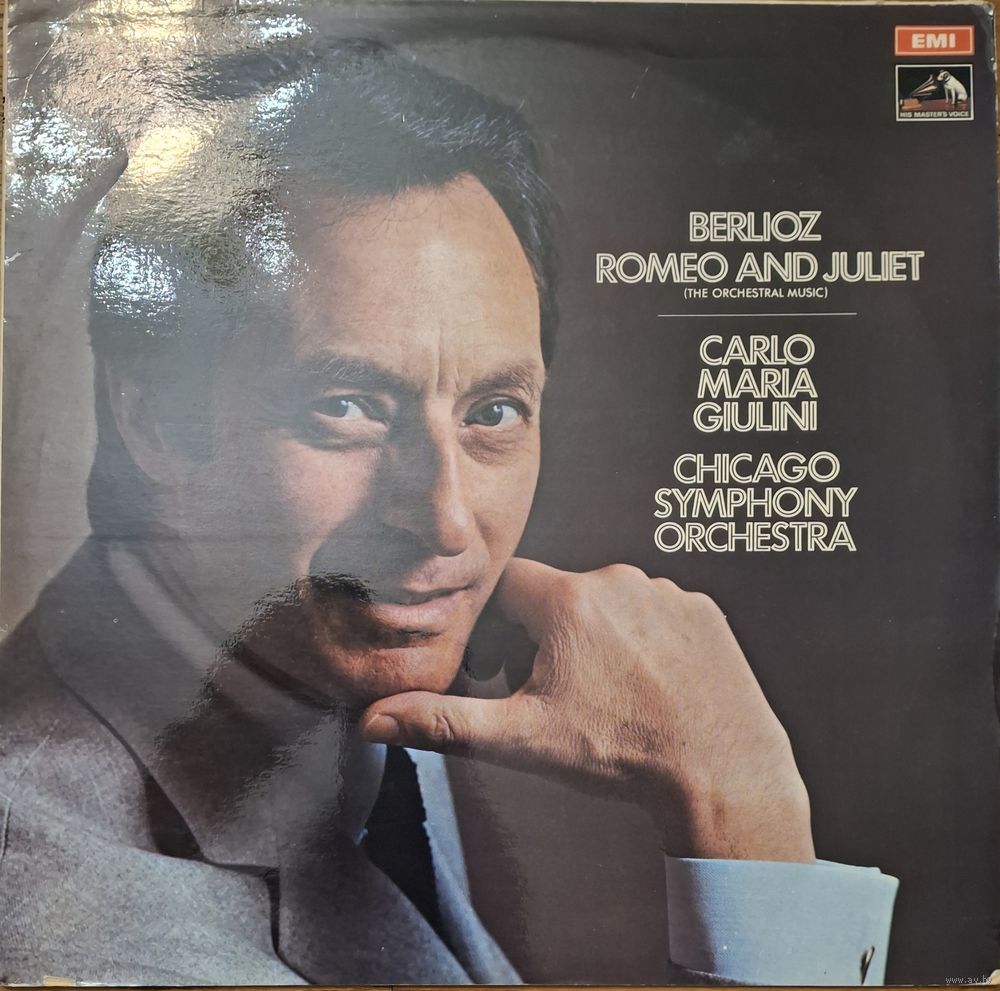 EMI
HIS MASTER'S VOICE
BERLIOZ
ROMEO AND JULIET
(THE ORCHESTRAL MUSIC)
CARLO
MARIA
GIULINI
CHICAGO
SYMPHONY
ORCHESTRA